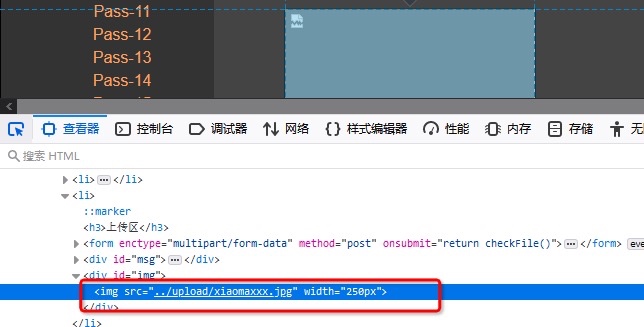 Pass-11
Pass-12
Pass-13
Pass-14
查看器 控制台 调试器 网络 {} 样式编辑器 性能 内存 存储
搜索 HTML
<li>⋯</li>
<li>
::marker
<h3>上传区</h3>
<form enctype="multipart/form-data" method="post" onsubmit="return checkFile()">⋯</form>
<div id="msg">⋯</div>
<div id="img">
<img src="../upload/xiaomaxxx.jpg" width="250px">
</div>
</li>